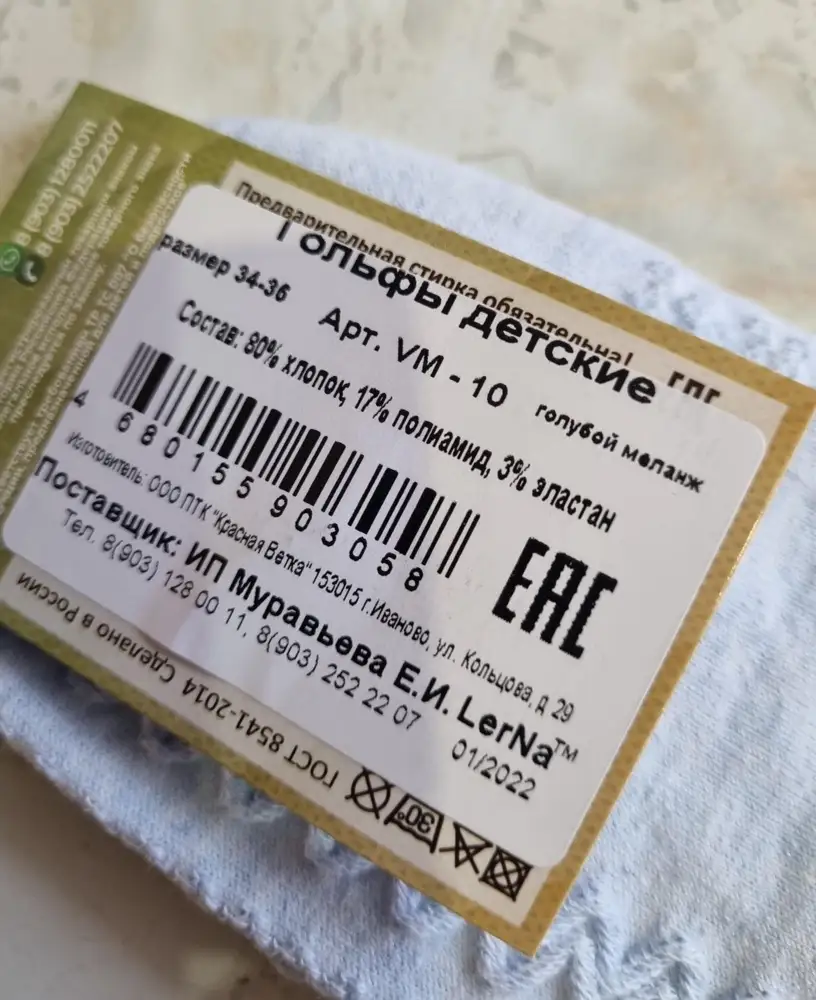 8 (903) 1280011
8 (903) 2522207
Предварительная стирка обязательна!
Гольфы детские
размер 34-36 Арт. VM - 10 голубой меланж
Состав: 80% хлопок, 17% полиамид, 3% эластан
4 680155 903058
EAC
Изготовитель: ООО ПТК "Красная Ветка" 153015 г.Иваново, ул. Кольцова, д 29
Поставщик: ИП Муравьева Е.И. LerNa™
Тел. 8(903) 128 00 11, 8(903) 252 22 07 01/2022
ГОСТ 8541-2014 Сделано в России
30°